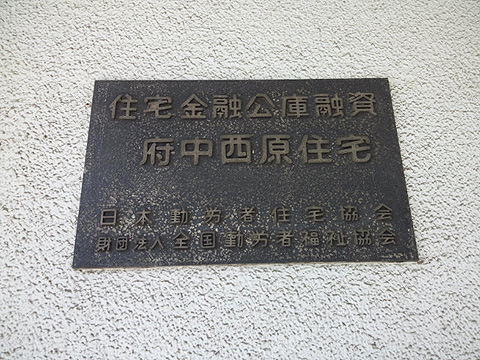 住宅金融公庫融資
府中西原住宅
日本勤労者住宅協会
財団法人全国勤労者福祉協会